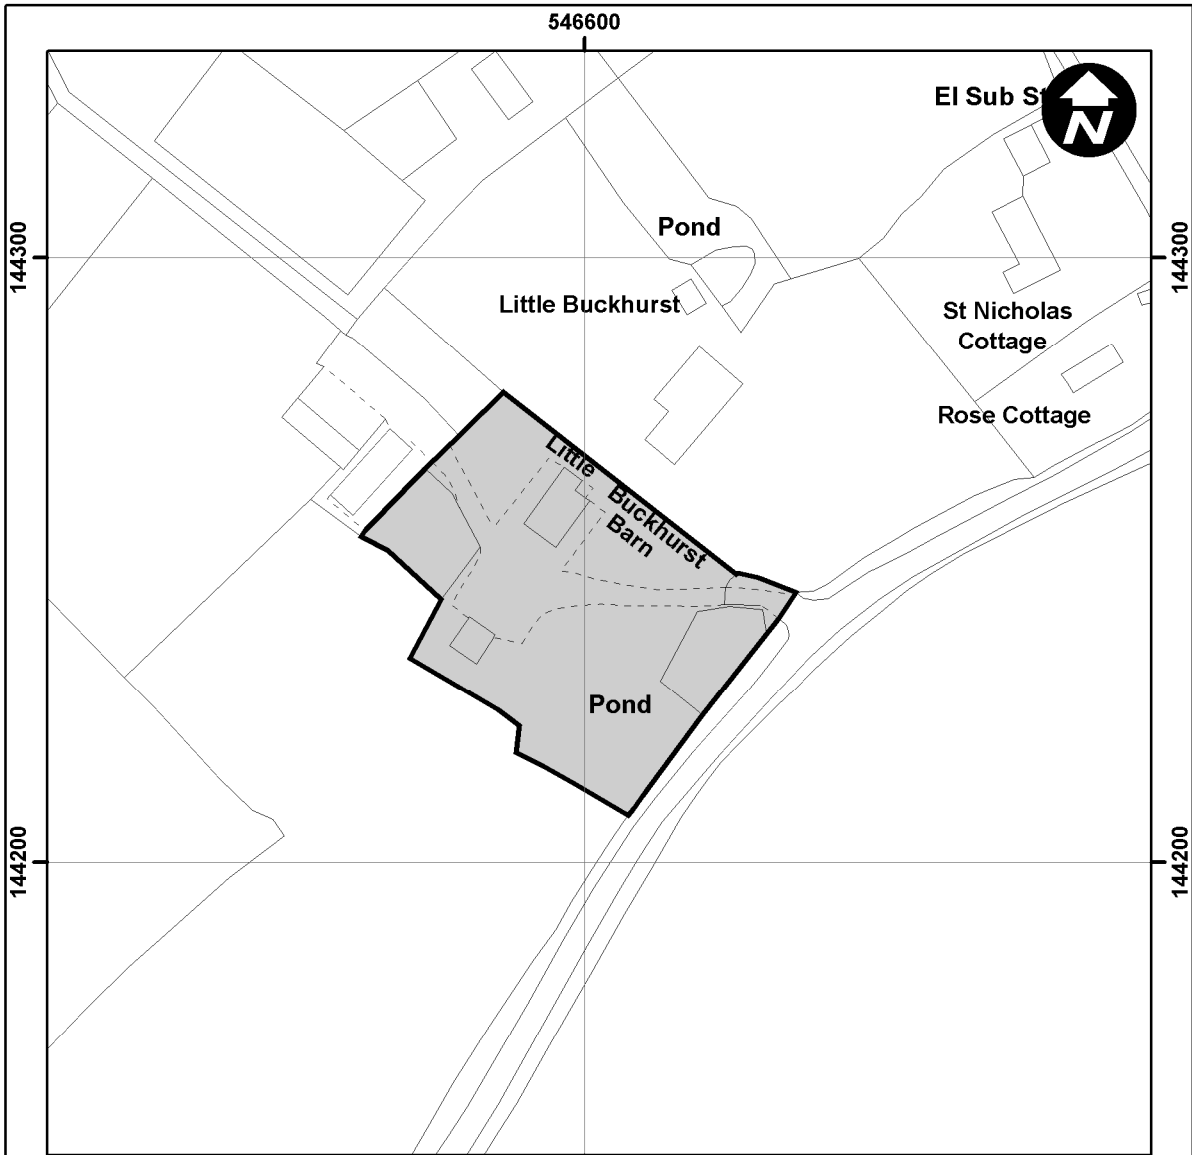 546600
El Sub St
N
Pond
144300
144300
Little Buckhurst
St Nicholas
Cottage
Rose Cottage
Little Buckhurst
Barn
Pond
144200
144200